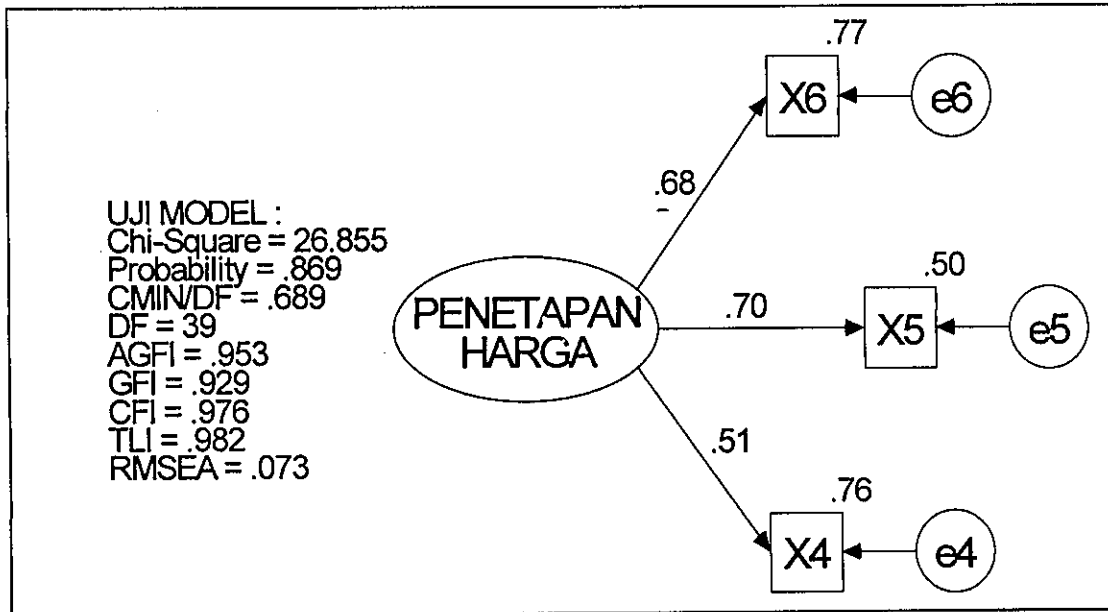 .77
X6
e6
.68
UJI MODEL :
Chi-Square = 26.855
Probability = .869
CMIN/DF = .689
DF = 39
AGFI = .953
GFI = .929
CFI = .976
TLI = .982
RMSEA = .073
PENETAPAN
HARGA
.70
.50
X5
e5
.51
.76
X4
e4